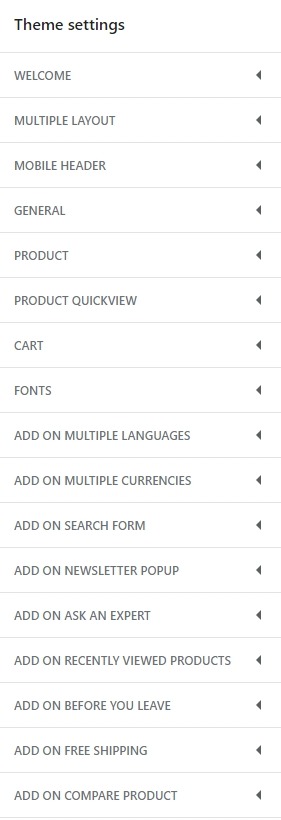 Theme settings
WELCOME
MULTIPLE LAYOUT
MOBILE HEADER
GENERAL
PRODUCT
PRODUCT QUICKVIEW
CART
FONTS
ADD ON MULTIPLE LANGUAGES
ADD ON MULTIPLE CURRENCIES
ADD ON SEARCH FORM
ADD ON NEWSLETTER POPUP
ADD ON ASK AN EXPERT
ADD ON RECENTLY VIEWED PRODUCTS
ADD ON BEFORE YOU LEAVE
ADD ON FREE SHIPPING
ADD ON COMPARE PRODUCT